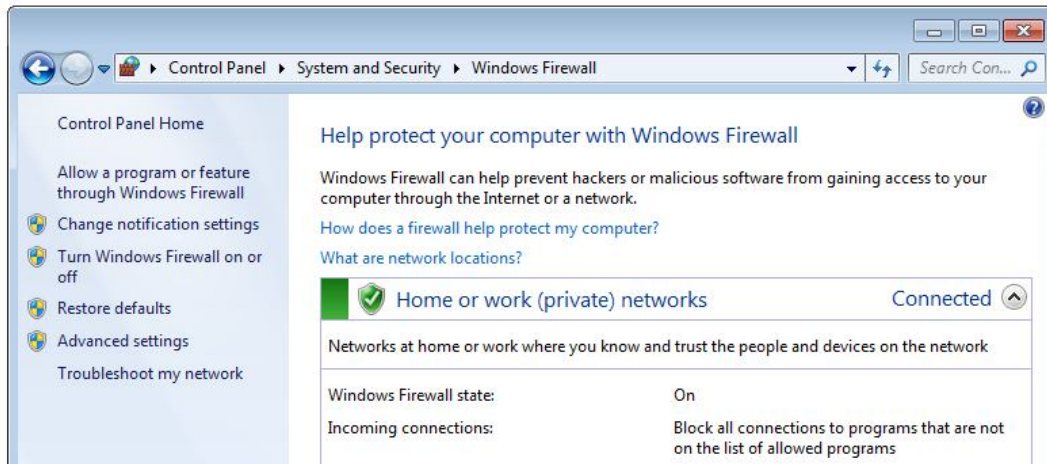 Control Panel ▸ System and Security ▸ Windows Firewall
Search Con...
Control Panel Home
Allow a program or feature
through Windows Firewall
Change notification settings
Turn Windows Firewall on or
off
Restore defaults
Advanced settings
Troubleshoot my network
Help protect your computer with Windows Firewall
Windows Firewall can help prevent hackers or malicious software from gaining access to your
computer through the Internet or a network.
How does a firewall help protect my computer?
What are network locations?
Home or work (private) networks Connected
Networks at home or work where you know and trust the people and devices on the network
Windows Firewall state: On
Incoming connections: Block all connections to programs that are not
on the list of allowed programs